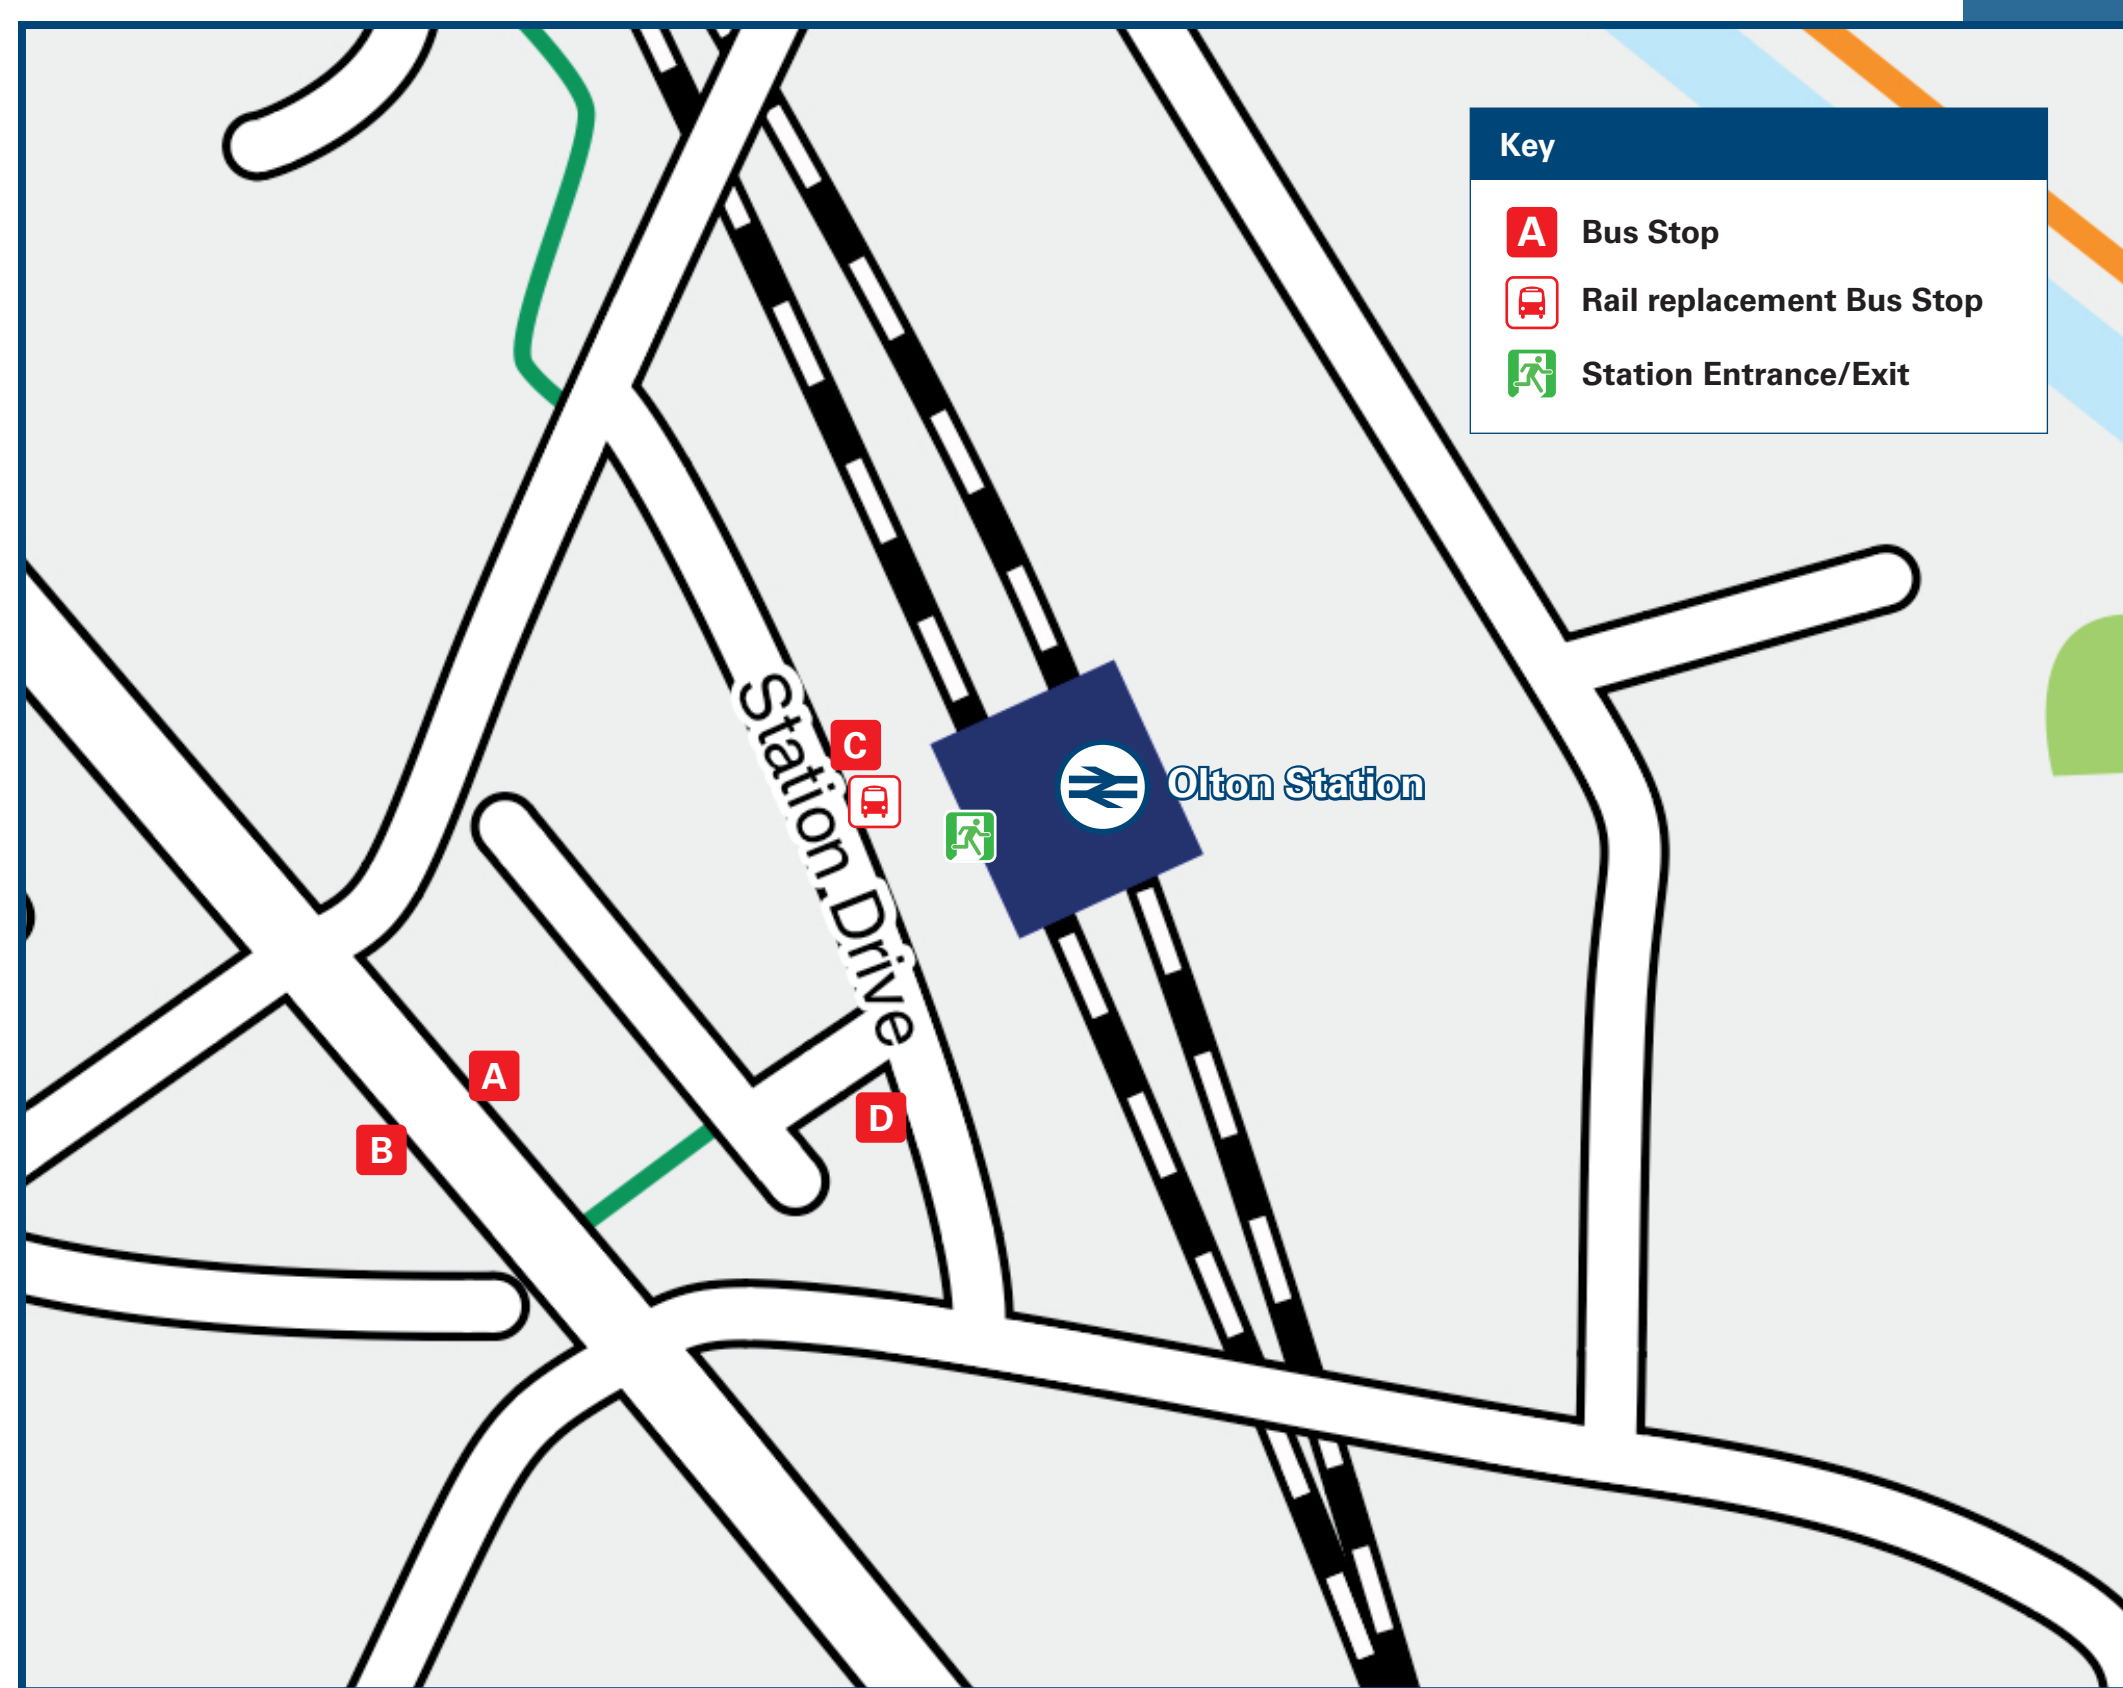 Key
A Bus Stop
Rail replacement Bus Stop
Station Entrance/Exit
Station Drive
C
Olton Station
A
B
D